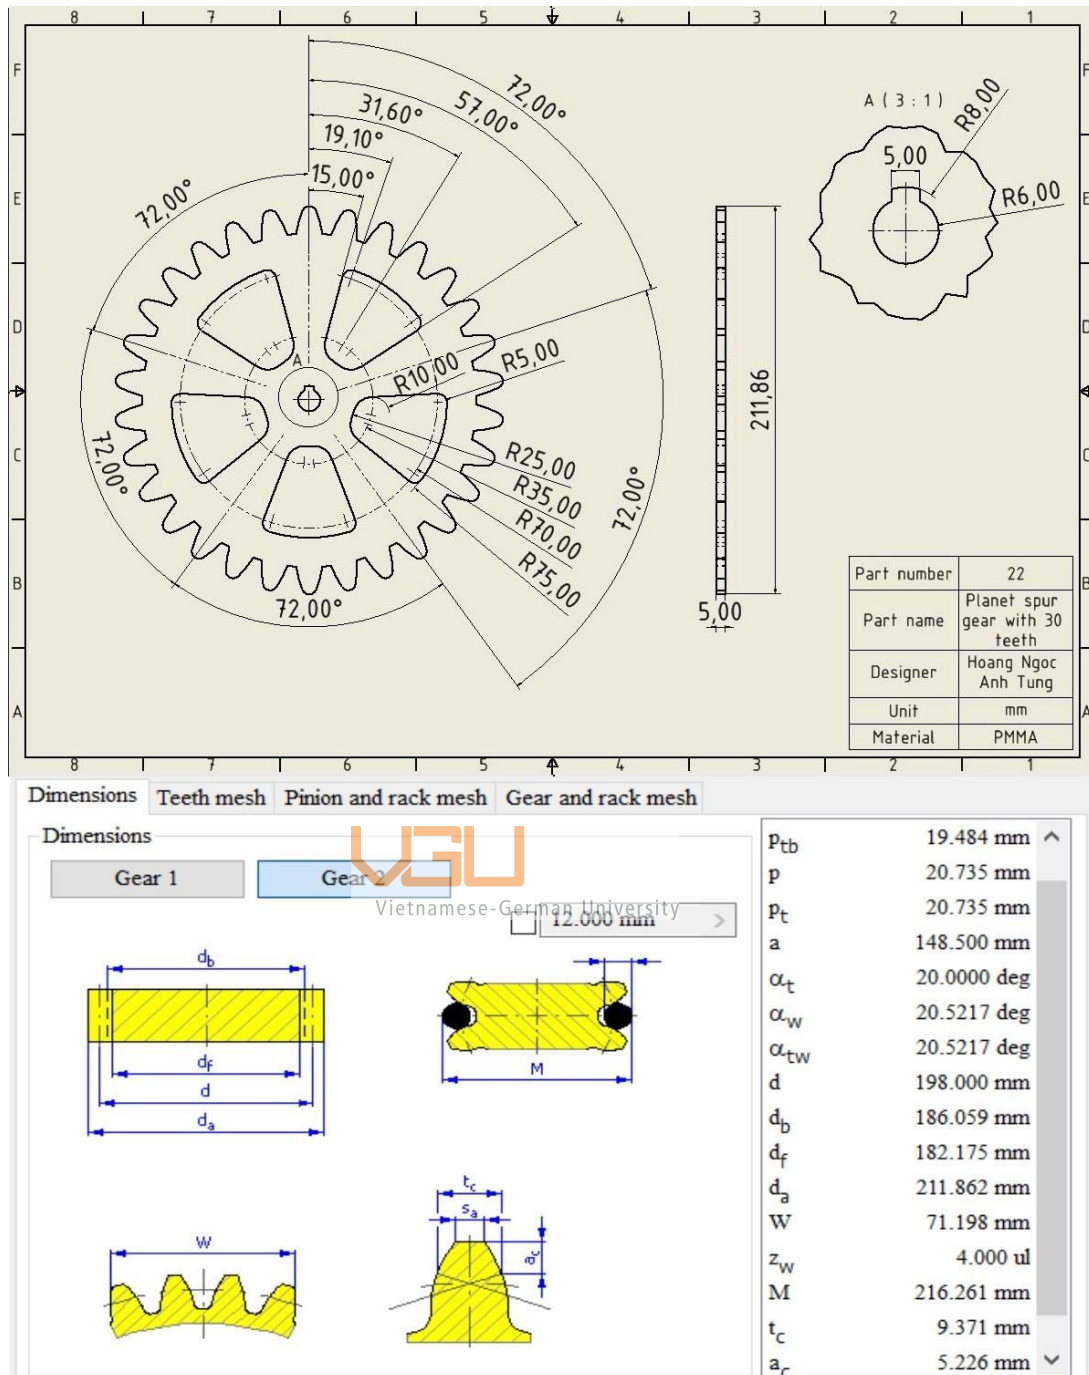 8 7 6 5 4 3 2 1
F
E
D
C
B
A
F
E
D
C
B
A
72,00°
57,00°
31,60°
19,10°
15,00°
72,00°
A
R10,00
R5,00
R25,00
R35,00
R70,00
R75,00
72,00°
72,00°
72,00°
211,86
5,00
A ( 3 : 1 )
R8,00
5,00
R6,00
Part number 22
Part name Planet spur gear with 30 teeth
Designer Hoang Ngoc Anh Tung
Unit mm
Material PMMA
8 7 6 5 4 3 2 1
Dimensions Teeth mesh Pinion and rack mesh Gear and rack mesh
Dimensions
Gear 1 Gear 2
VGU
Vietnamese-German University
12.000 mm >
db
df
d
da
M
W
tc
sa
ac
ptb 19.484 mm
p 20.735 mm
pt 20.735 mm
a 148.500 mm
αt 20.0000 deg
αw 20.5217 deg
αtw 20.5217 deg
d 198.000 mm
db 186.059 mm
df 182.175 mm
da 211.862 mm
W 71.198 mm
zw 4.000 ul
M 216.261 mm
tc 9.371 mm
ac 5.226 mm